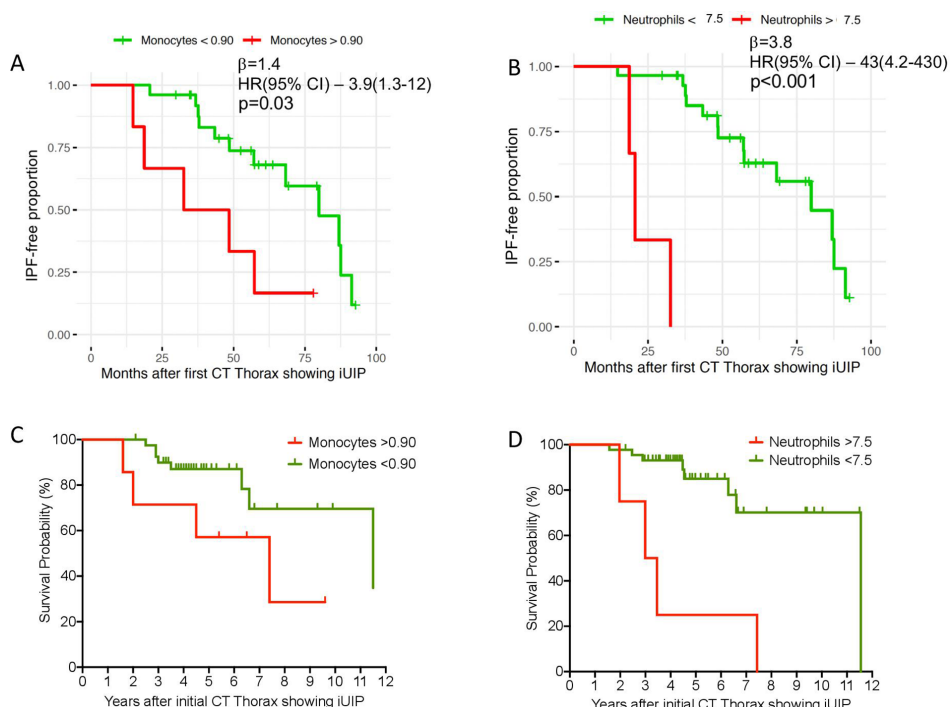 Monocytes < 0.90 Monocytes > 0.90
A
β=1.4
HR(95% CI) – 3.9(1.3-12)
p=0.03
1.00
0.75
0.50
0.25
0.00
IPF-free proportion
0 25 50 75 100
Months after first CT Thorax showing iUIP
Neutrophils < 7.5 Neutrophils > 7.5
B
β=3.8
HR(95% CI) – 43(4.2-430)
p<0.001
1.00
0.75
0.50
0.25
0.00
IPF-free proportion
0 25 50 75 100
Months after first CT Thorax showing iUIP
C
Monocytes >0.90
Monocytes <0.90
100
80
60
40
20
0
Survival Probability (%)
0 1 2 3 4 5 6 7 8 9 10 11 12
Years after initial CT Thorax showing iUIP
D
Neutrophils >7.5
Neutrophils <7.5
100
80
60
40
20
0
Survival Probability (%)
0 1 2 3 4 5 6 7 8 9 10 11 12
Years after initial CT Thorax showing iUIP